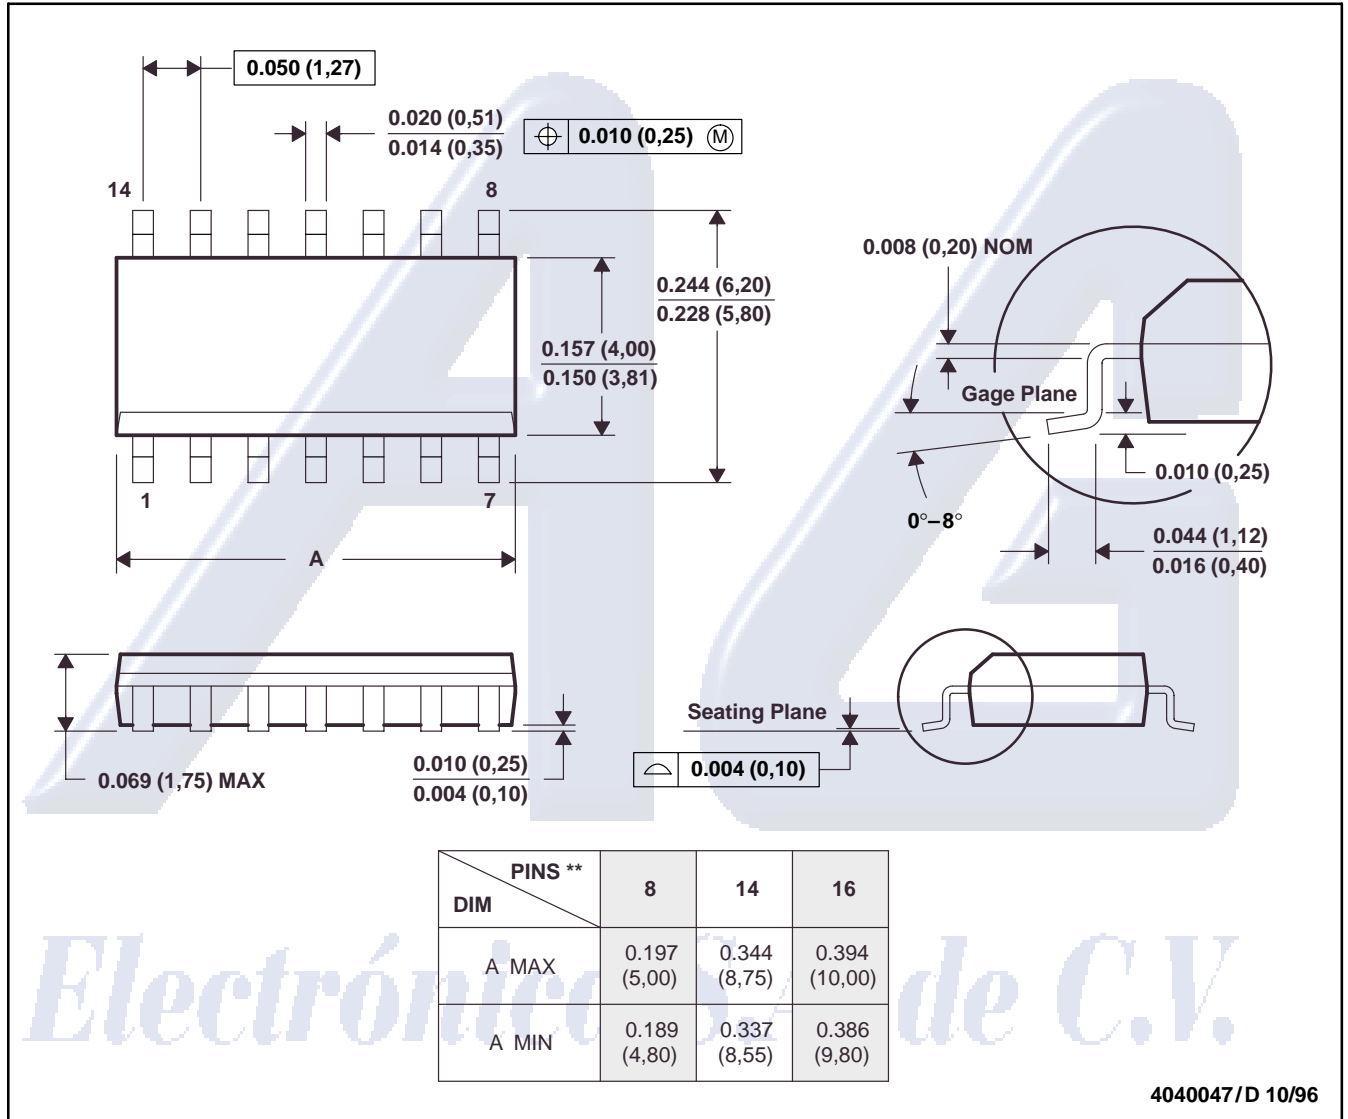 0.050 (1,27)
0.020 (0,51)
0.014 (0,35)
0.010 (0,25) M
14
8
0.008 (0,20) NOM
0.244 (6,20)
0.228 (5,80)
0.157 (4,00)
0.150 (3,81)
Gage Plane
0.010 (0,25)
1
7
0°–8°
0.044 (1,12)
0.016 (0,40)
A
Seating Plane
0.069 (1,75) MAX
0.010 (0,25)
0.004 (0,10)
0.004 (0,10)
PINS **
DIM
8
14
16
A MAX
0.197
(5,00)
0.344
(8,75)
0.394
(10,00)
A MIN
0.189
(4,80)
0.337
(8,55)
0.386
(9,80)
AG
Electrónica S.A de C.V.
4040047/D 10/96